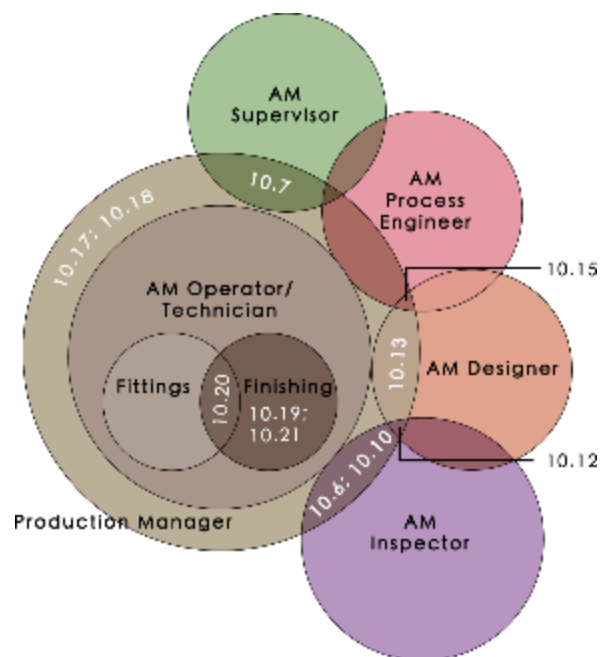 AM
Supervisor
10.7
10.17; 10.18
AM
Process
Engineer
10.15
AM Operator/
Technician
10.13
AM Designer
Fittings
10.20
Finishing
10.19;
10.21
10.12
10.6; 10.10
Production Manager
AM
Inspector